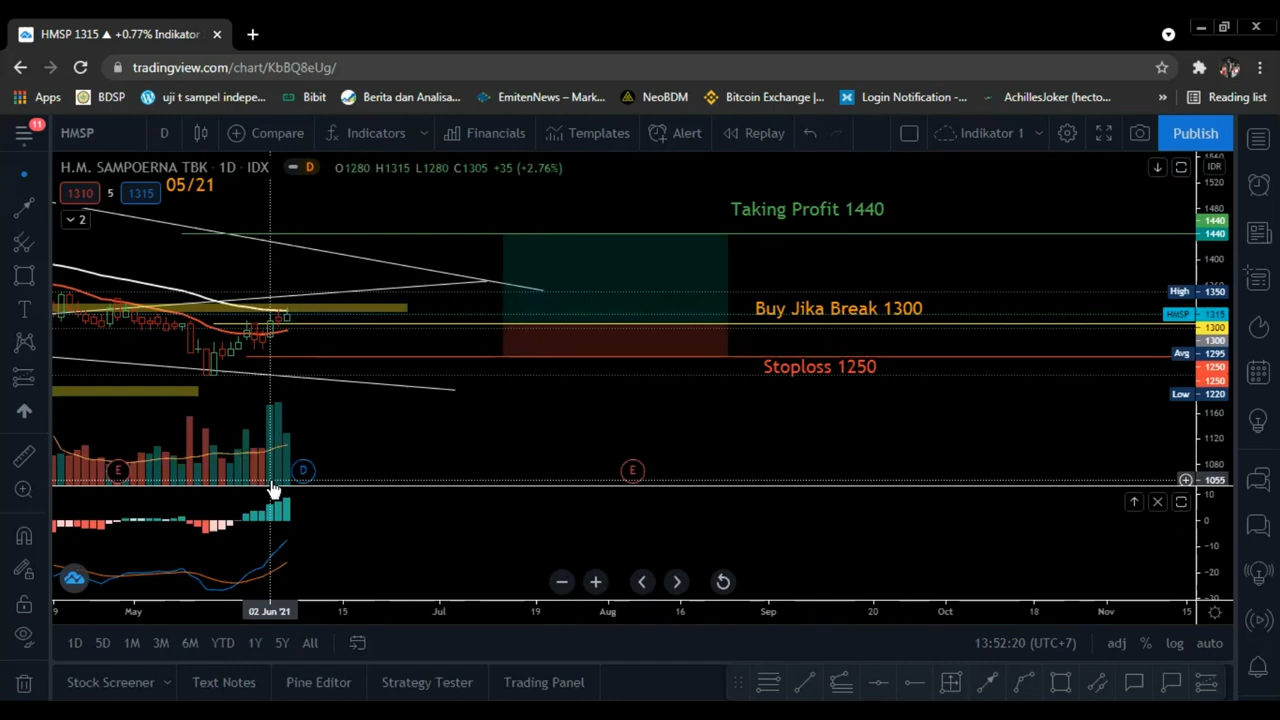 HMSP 1315 ▲ +0.77% Indikator
tradingview.com/chart/KbBQ8eUg/
Apps BDSP uji t sampel indepe... Bibit Berita dan Analisa... EmitenNews – Mark... NeoBDM Bitcoin Exchange |... Login Notification -... AchillesJoker (hecto... » Reading list
11
HMSP D Compare Indicators Financials Templates Alert Replay Indikator 1 Publish
H.M. SAMPOERNA TBK · 1D · IDX D O1280 H1315 L1280 C1305 +35 (+2.76%)
IDR
1310 5 1315 05/21
2
Taking Profit 1440
Buy Jika Break 1300
Stoploss 1250
1520
1480
1440
1440
1400
High 1350
HMSP 1315
1300
1300
Avg 1295
1250
1250
Low 1220
1160
1120
1080
1055
E D E
10
0
−10
−20
May 02 Jun '21 15 Jul 19 Aug 16 Sep 20 Oct 18 Nov 15
1D 5D 1M 3M 6M YTD 1Y 5Y All 13:52:20 (UTC+7) adj % log auto
Stock Screener Text Notes Pine Editor Strategy Tester Trading Panel